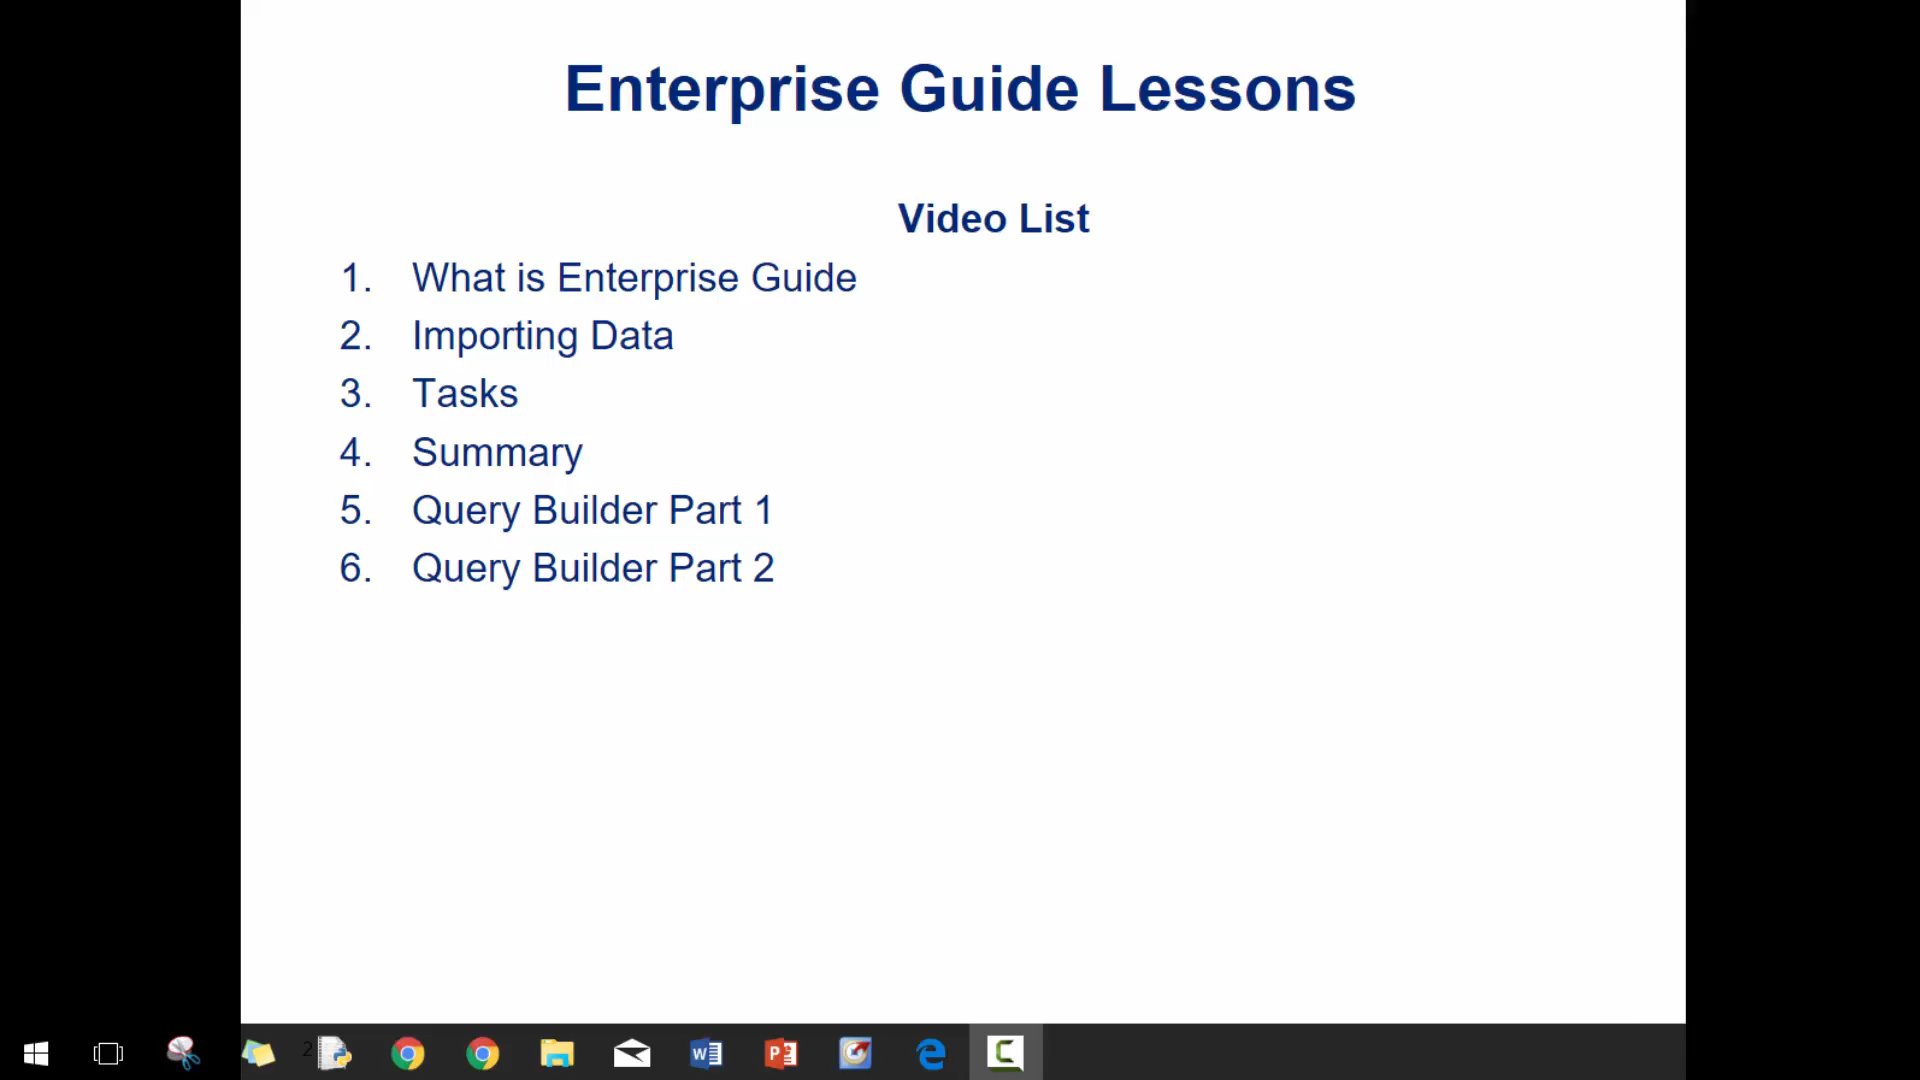 Enterprise Guide Lessons
Video List
1. What is Enterprise Guide
2. Importing Data
3. Tasks
4. Summary
5. Query Builder Part 1
6. Query Builder Part 2
2